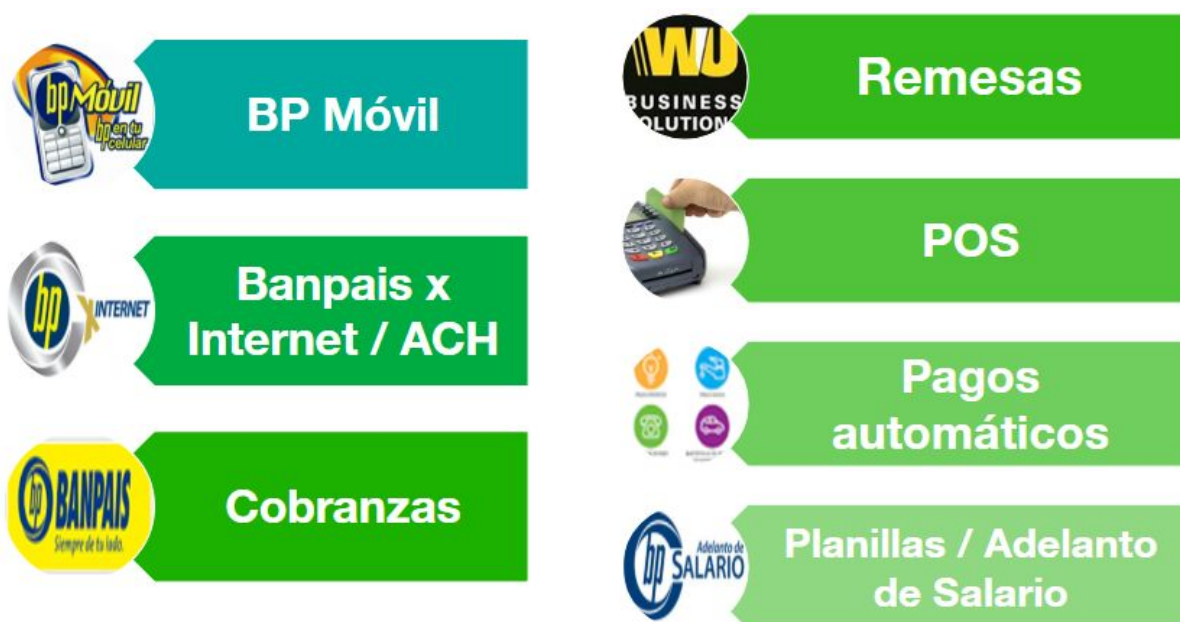 bp Móvil
bp en tu
celular
BP Móvil
bp
x INTERNET
Banpais x
Internet / ACH
bp BANPAIS
Siempre de tu lado.
Cobranzas
WU
BUSINESS
OLUTION
Remesas
POS
Pagos
automáticos
bp
Adelanto de
SALARIO
Planillas / Adelanto
de Salario